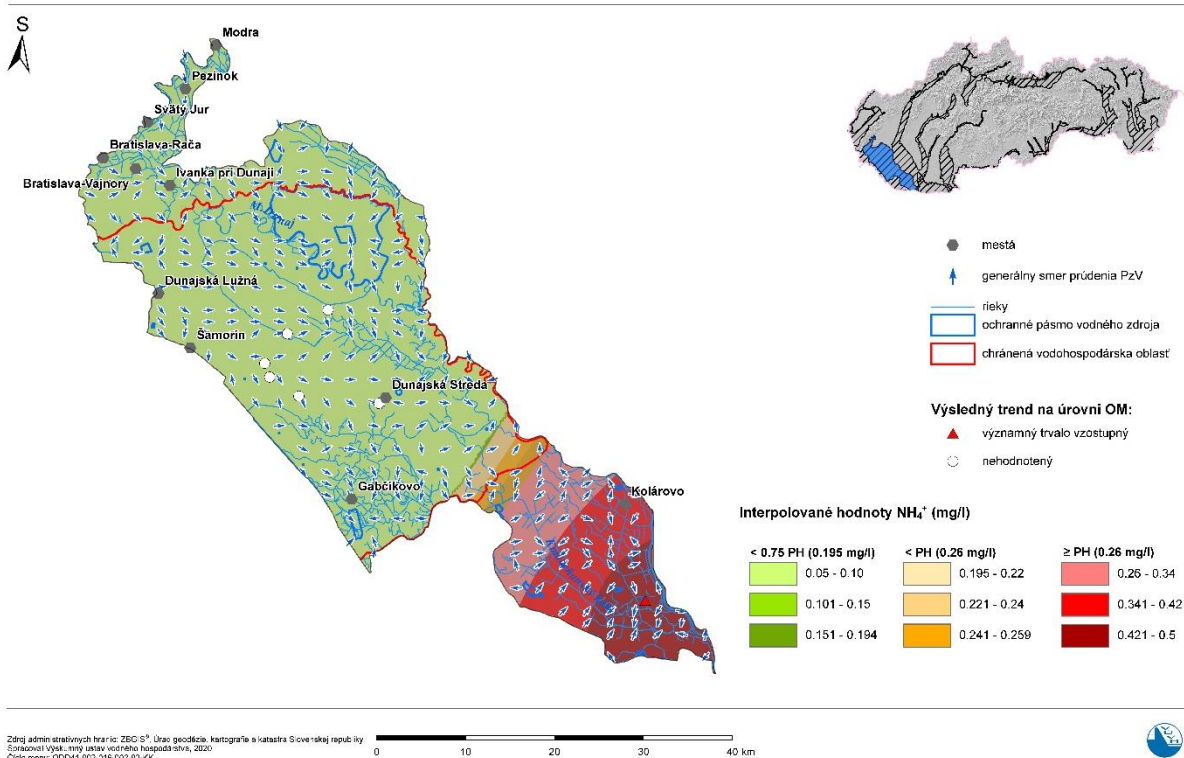 S
Modra
Pezinok
Svätý Jur
Bratislava-Rača
Bratislava-Vajnory
Ivanka pri Dunaji
M. Dunaj
Dunajská Lužná
Šamorín
Dunajská Streda
Gabčíkovo
Kolárovo
mestá
generálny smer prúdenia PzV
rieky
ochranné pásmo vodného zdroja
chránená vodohospodárska oblasť
Výsledný trend na úrovni OM:
významný trvalo vzostupný
nehodnotený
Interpolované hodnoty NH₄⁺ (mg/l)
< 0.75 PH (0.195 mg/l)
0.05 - 0.10
0.101 - 0.15
0.151 - 0.194
< PH (0.26 mg/l)
0.195 - 0.22
0.221 - 0.24
0.241 - 0.259
≥ PH (0.26 mg/l)
0.26 - 0.34
0.341 - 0.42
0.421 - 0.5
Zdroj administratívnych hraníc: ZBGIS®, Úrad geodézie, kartografie a katastra Slovenskej republiky
Spracoval Výskumný ústav vodného hospodárstva, 2020
0 10 20 30 40 km